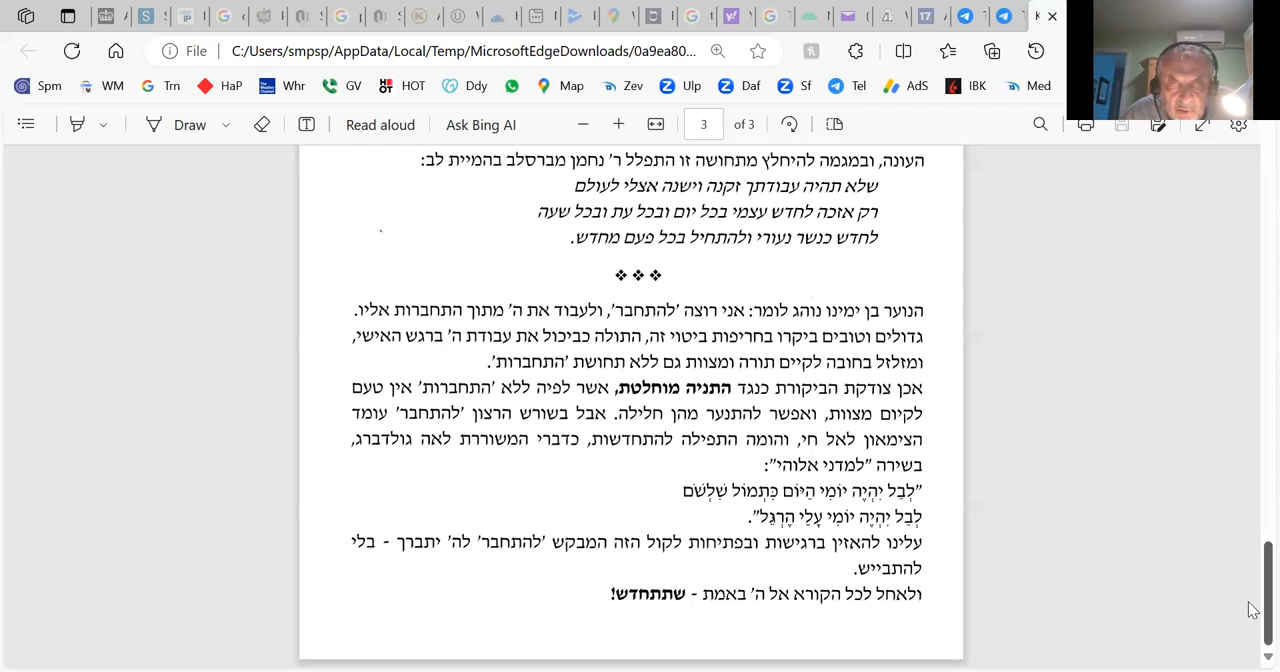 S
IP
G
G
G
17
File
C:/Users/smpsp/AppData/Local/Temp/MicrosoftEdgeDownloads/0a9ea80...
Spm WM Trn HaP Whr GV HOT Ddy Map Zev Ulp Daf Sf Tel AdS IBK Med
Draw Read aloud Ask Bing AI 3 of 3
העונה, ובמגמה להיחלץ מתחושה זו התפלל ר' נחמן מברסלב בהמיית לב:
שלא תהיה עבודתך זקנה וישנה אצלי לעולם
רק אזכה לחדש עצמי בכל יום ובכל עת ובכל שעה
לחדש כנשר נעורי ולהתחיל בכל פעם מחדש.
הנוער בן ימינו נוהג לומר: אני רוצה 'להתחבר', ולעבוד את ה' מתוך התחברות אליו.
גדולים וטובים ביקרו בחריפות ביטוי זה, התולה כביכול את עבודת ה' ברגש האישי,
ומזלזל בחובה לקיים תורה ומצוות גם ללא תחושת 'התחברות'.
אכן צודקת הביקורת כנגד התניה מוחלטת, אשר לפיה ללא 'התחברות' אין טעם
לקיום מצוות, ואפשר להתנער מהן חלילה. אבל בשורש הרצון 'להתחבר' עומד
הצימאון לאל חי, והומה התפילה להתחדשות, כדברי המשוררת לאה גולדברג,
בשירה "למדני אלוהי":
"לְבַל יִהְיֶה יוֹמִי הַיּוֹם כִּתְמוֹל שִׁלְשֹׁם
לְבַל יִהְיֶה יוֹמִי עָלַי הֶרְגֵּל".
עלינו להאזין ברגישות ובפתיחות לקול הזה המבקש 'להתחבר' לה' יתברך - בלי
להתבייש.
ולאחל לכל הקורא אל ה' באמת - שתתחדש!